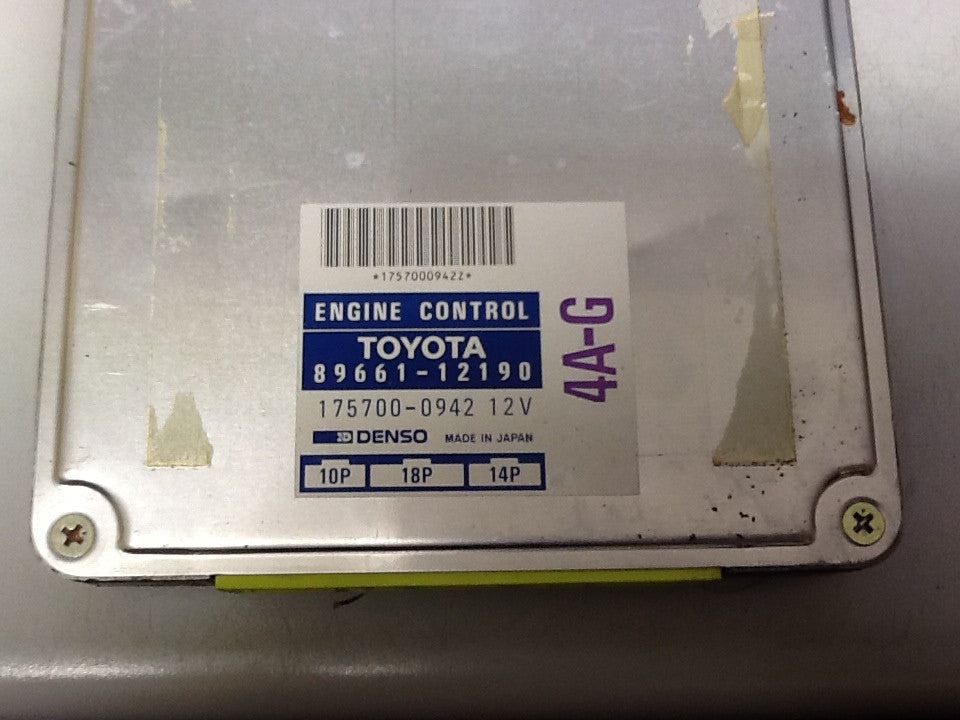 *1757000942Z*
ENGINE CONTROL
TOYOTA
89661-12190
175700-0942 12V
DENSO MADE IN JAPAN
10P 18P 14P
4A-G